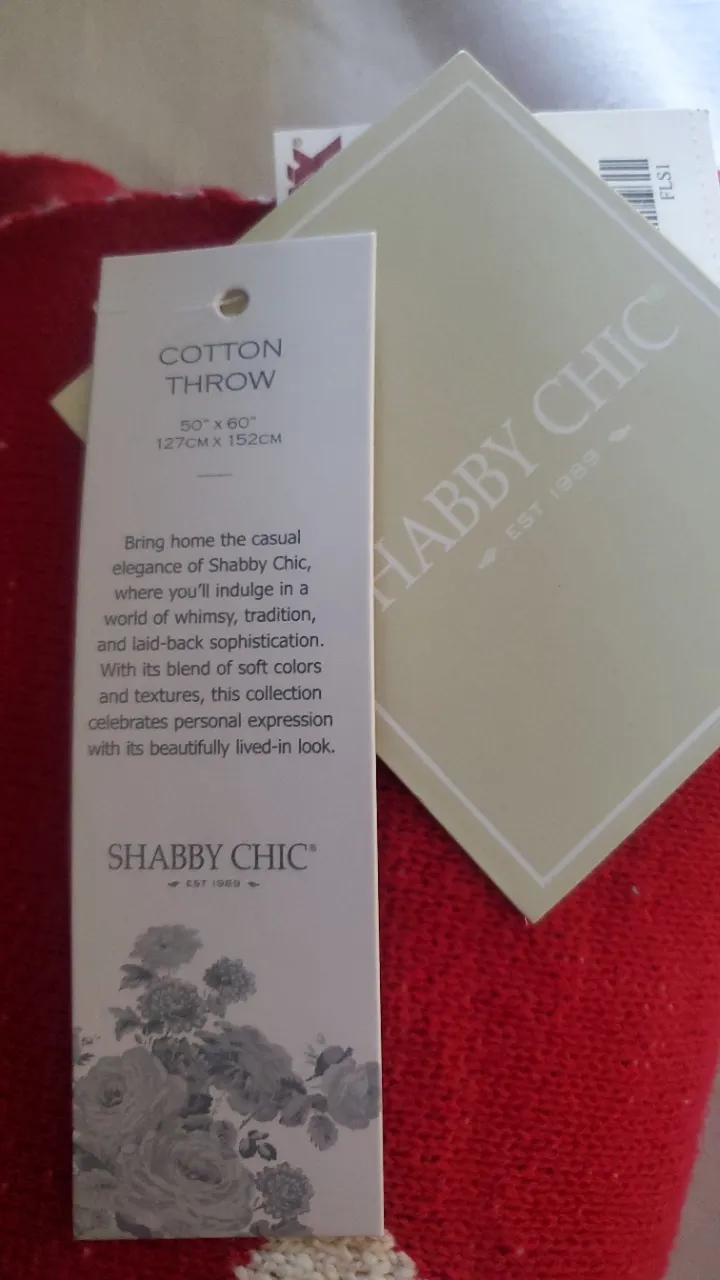 COTTON
THROW
50" x 60"
127CM X 152CM
Bring home the casual
elegance of Shabby Chic,
where you'll indulge in a
world of whimsy, tradition,
and laid-back sophistication.
With its blend of soft colors
and textures, this collection
celebrates personal expression
with its beautifully lived-in look.
SHABBY CHIC®
EST 1989
HABBY CHIC®
EST 1989
K®
FLS1